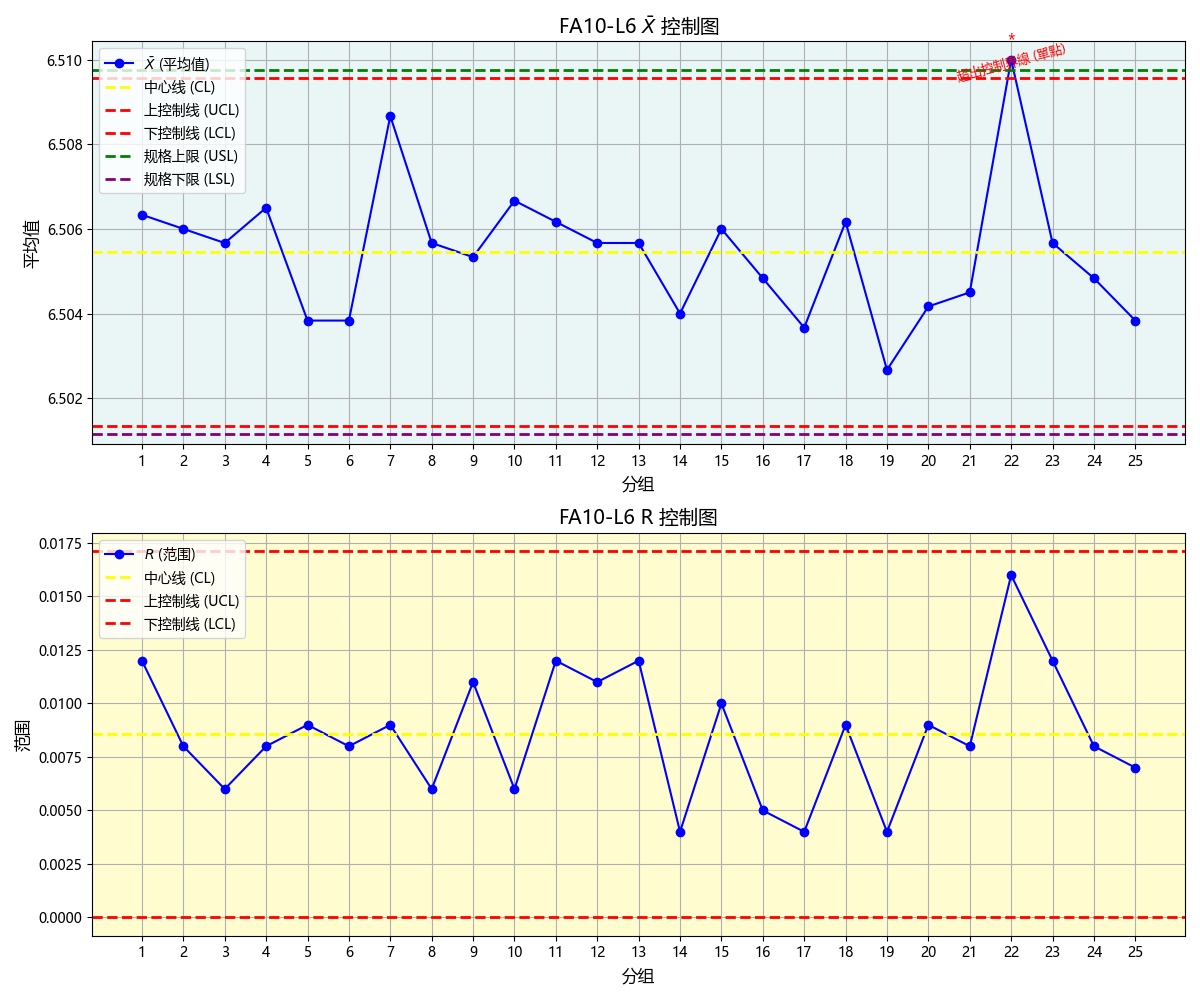 FA10-L6 X̄ 控制图
*
超出控制界線 (單點)
X̄ (平均值)
中心线 (CL)
上控制线 (UCL)
下控制线 (LCL)
规格上限 (USL)
规格下限 (LSL)
平均值
6.510
6.508
6.506
6.504
6.502
1 2 3 4 5 6 7 8 9 10 11 12 13 14 15 16 17 18 19 20 21 22 23 24 25
分组
FA10-L6 R 控制图
R (范围)
中心线 (CL)
上控制线 (UCL)
下控制线 (LCL)
范围
0.0175
0.0150
0.0125
0.0100
0.0075
0.0050
0.0025
0.0000
1 2 3 4 5 6 7 8 9 10 11 12 13 14 15 16 17 18 19 20 21 22 23 24 25
分组